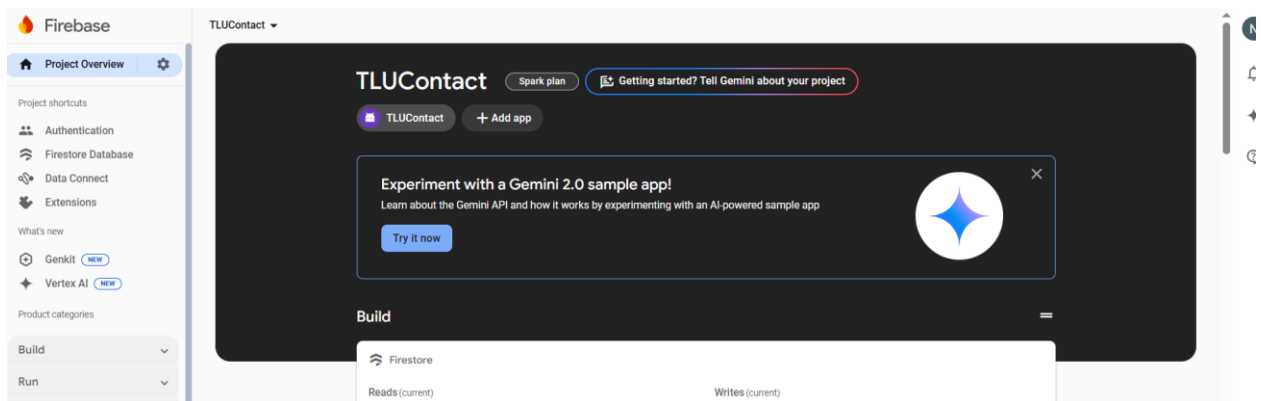 Firebase
Project Overview
Project shortcuts
Authentication
Firestore Database
Data Connect
Extensions
What's new
Genkit NEW
Vertex AI NEW
Product categories
Build
Run
TLUContact
TLUContact Spark plan Getting started? Tell Gemini about your project
TLUContact + Add app
Experiment with a Gemini 2.0 sample app!
Learn about the Gemini API and how it works by experimenting with an AI-powered sample app
Try it now
Build
Firestore
Reads (current) Writes (current)
N